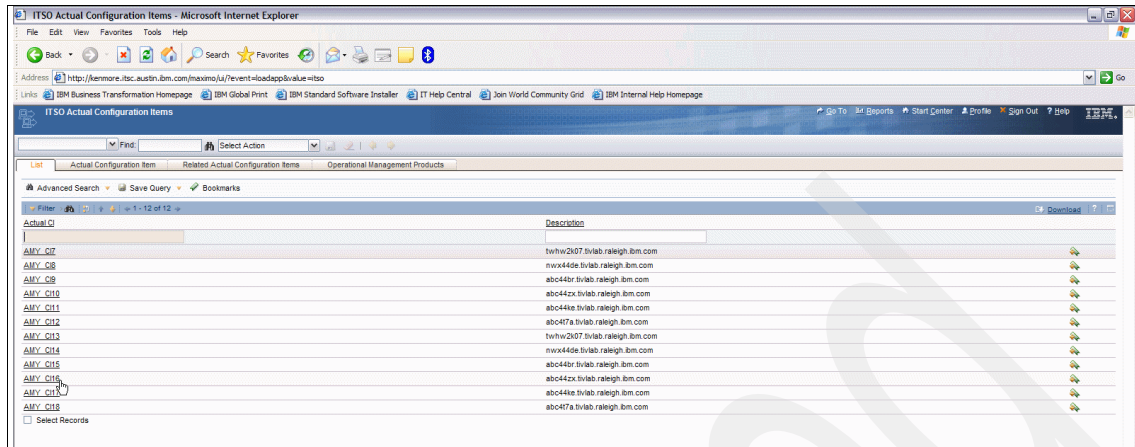 ITSO Actual Configuration Items - Microsoft Internet Explorer
File Edit View Favorites Tools Help
Back Search Favorites
Address http://kenmore.itsc.austin.ibm.com/maximo/ui/?event=loadapp&value=itso Go
Links IBM Business Transformation Homepage IBM Global Print IBM Standard Software Installer IT Help Central Join World Community Grid IBM Internal Help Homepage
ITSO Actual Configuration Items Go To Reports Start Center Profile Sign Out ? Help IBM.
Find: Select Action
List Actual Configuration Item Related Actual Configuration Items Operational Management Products
Advanced Search Save Query Bookmarks
Filter 1 - 12 of 12 Download ?
Actual CI Description
AMY_CI7 twhw2k07.tivlab.raleigh.ibm.com
AMY_CI8 nwx44de.tivlab.raleigh.ibm.com
AMY_CI9 abc44br.tivlab.raleigh.ibm.com
AMY_CI10 abc44zx.tivlab.raleigh.ibm.com
AMY_CI11 abc44ke.tivlab.raleigh.ibm.com
AMY_CI12 abc4t7a.tivlab.raleigh.ibm.com
AMY_CI13 twhw2k07.tivlab.raleigh.ibm.com
AMY_CI14 nwx44de.tivlab.raleigh.ibm.com
AMY_CI15 abc44br.tivlab.raleigh.ibm.com
AMY_CI16 abc44zx.tivlab.raleigh.ibm.com
AMY_CI17 abc44ke.tivlab.raleigh.ibm.com
AMY_CI18 abc4t7a.tivlab.raleigh.ibm.com
Select Records